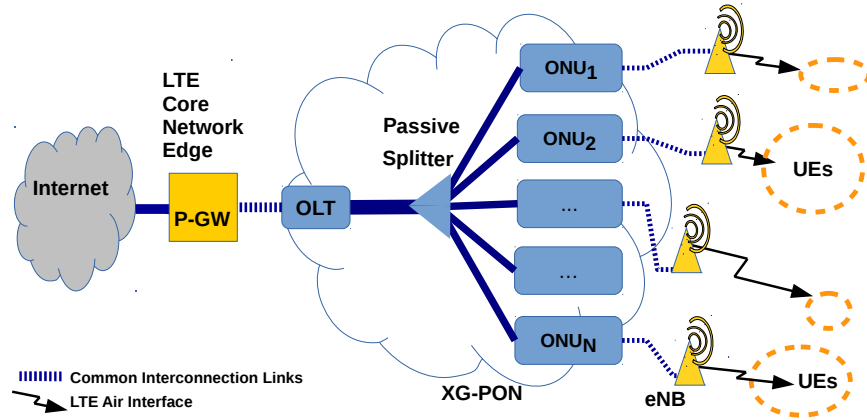 LTE
Core
Network
Edge
Internet
P-GW
OLT
Passive
Splitter
ONU1
ONU2
...
...
ONUN
UEs
UEs
XG-PON
eNB
Common Interconnection Links
LTE Air Interface